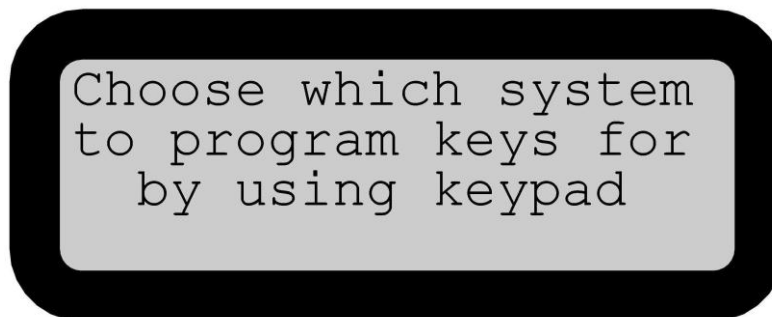 Choose which system
to program keys for
by using keypad